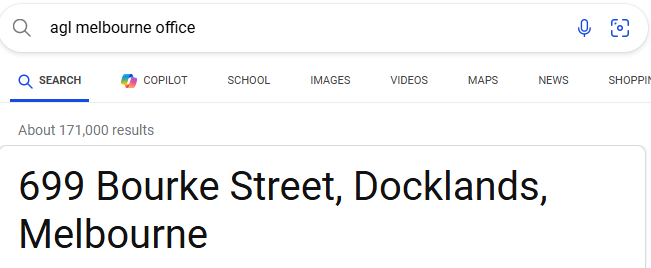 agl melbourne office
SEARCH COPILOT SCHOOL IMAGES VIDEOS MAPS NEWS
About 171,000 results
699 Bourke Street, Docklands,
Melbourne